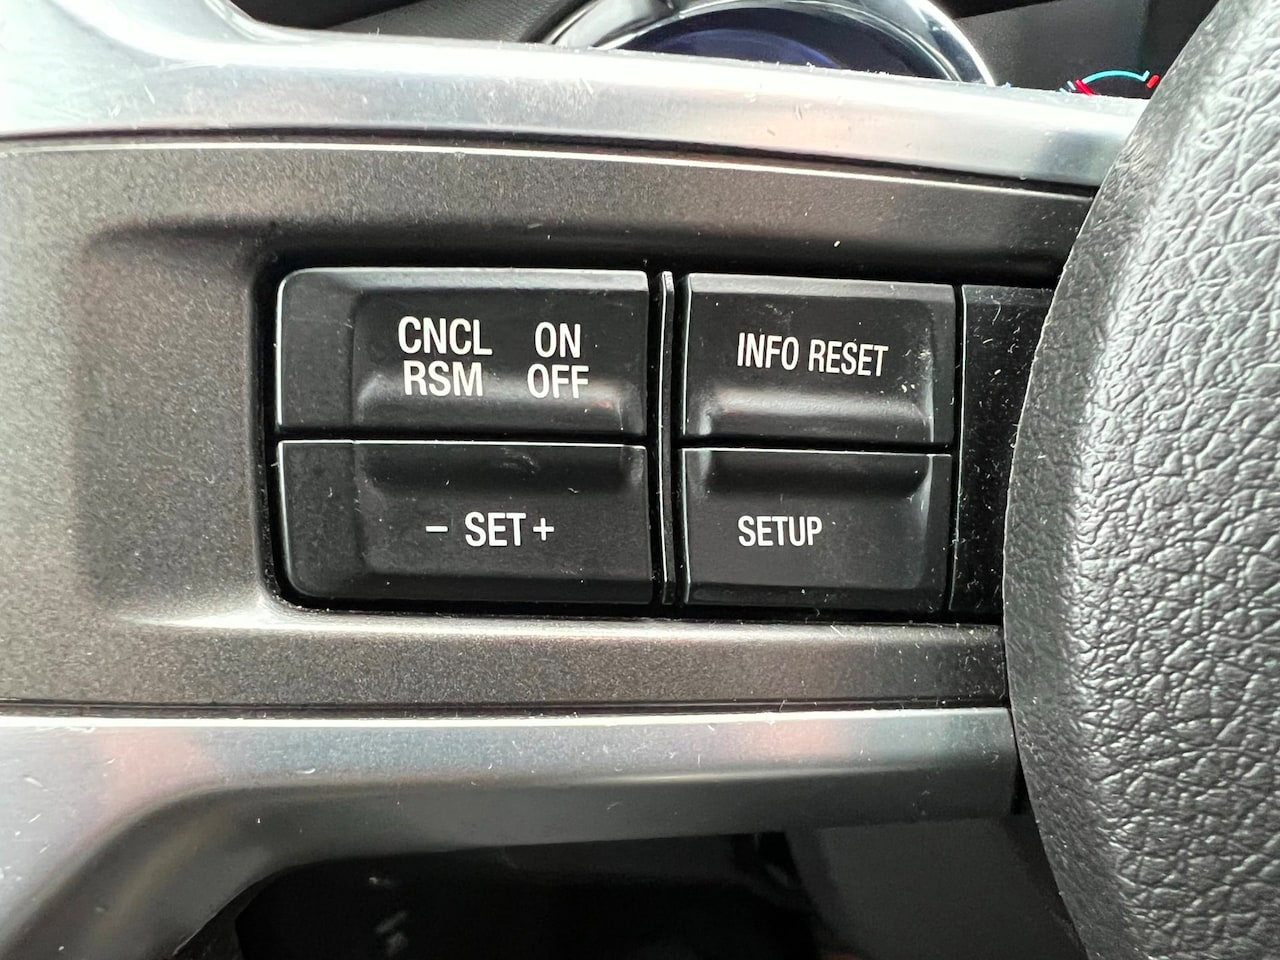 CNCL ON
RSM OFF
INFO RESET
- SET +
SETUP